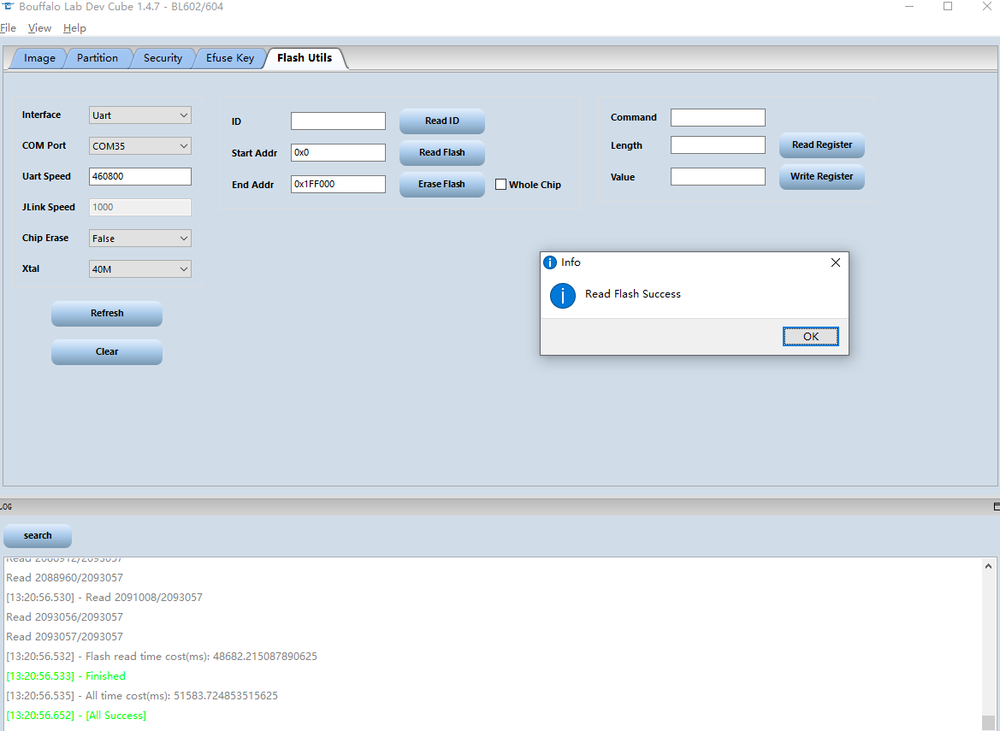 Bouffalo Lab Dev Cube 1.4.7 - BL602/604
File View Help
Image Partition Security Efuse Key Flash Utils
Interface Uart
COM Port COM35
Uart Speed 460800
JLink Speed 1000
Chip Erase False
Xtal 40M
Refresh
Clear
ID Read ID
Start Addr 0x0 Read Flash
End Addr 0x1FF000 Erase Flash Whole Chip
Command
Length Read Register
Value Write Register
Info
Read Flash Success
OK
LOG
search
Read 2086912/2093057
Read 2088960/2093057
[13:20:56.530] - Read 2091008/2093057
Read 2093056/2093057
Read 2093057/2093057
[13:20:56.532] - Flash read time cost(ms): 48682.215087890625
[13:20:56.533] - Finished
[13:20:56.535] - All time cost(ms): 51583.724853515625
[13:20:56.652] - [All Success]